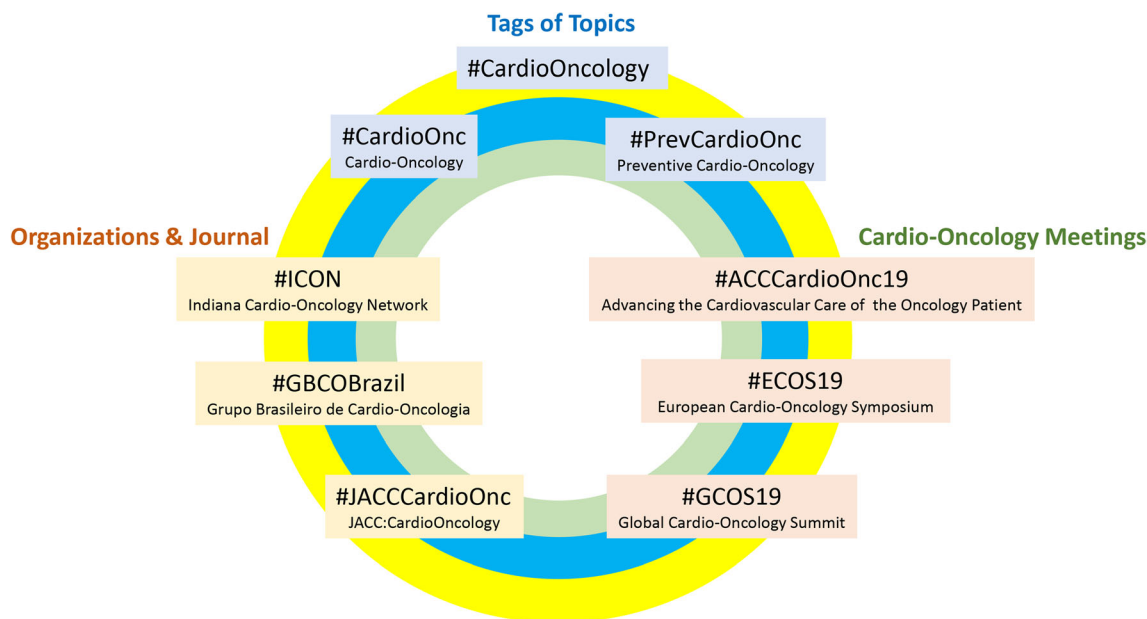 Tags of Topics
#CardioOncology
#CardioOnc
Cardio-Oncology
#PrevCardioOnc
Preventive Cardio-Oncology
Organizations & Journal
#ICON
Indiana Cardio-Oncology Network
#GBCOBrazil
Grupo Brasileiro de Cardio-Oncologia
#JACCCardioOnc
JACC:CardioOncology
Cardio-Oncology Meetings
#ACCCardioOnc19
Advancing the Cardiovascular Care of the Oncology Patient
#ECOS19
European Cardio-Oncology Symposium
#GCOS19
Global Cardio-Oncology Summit